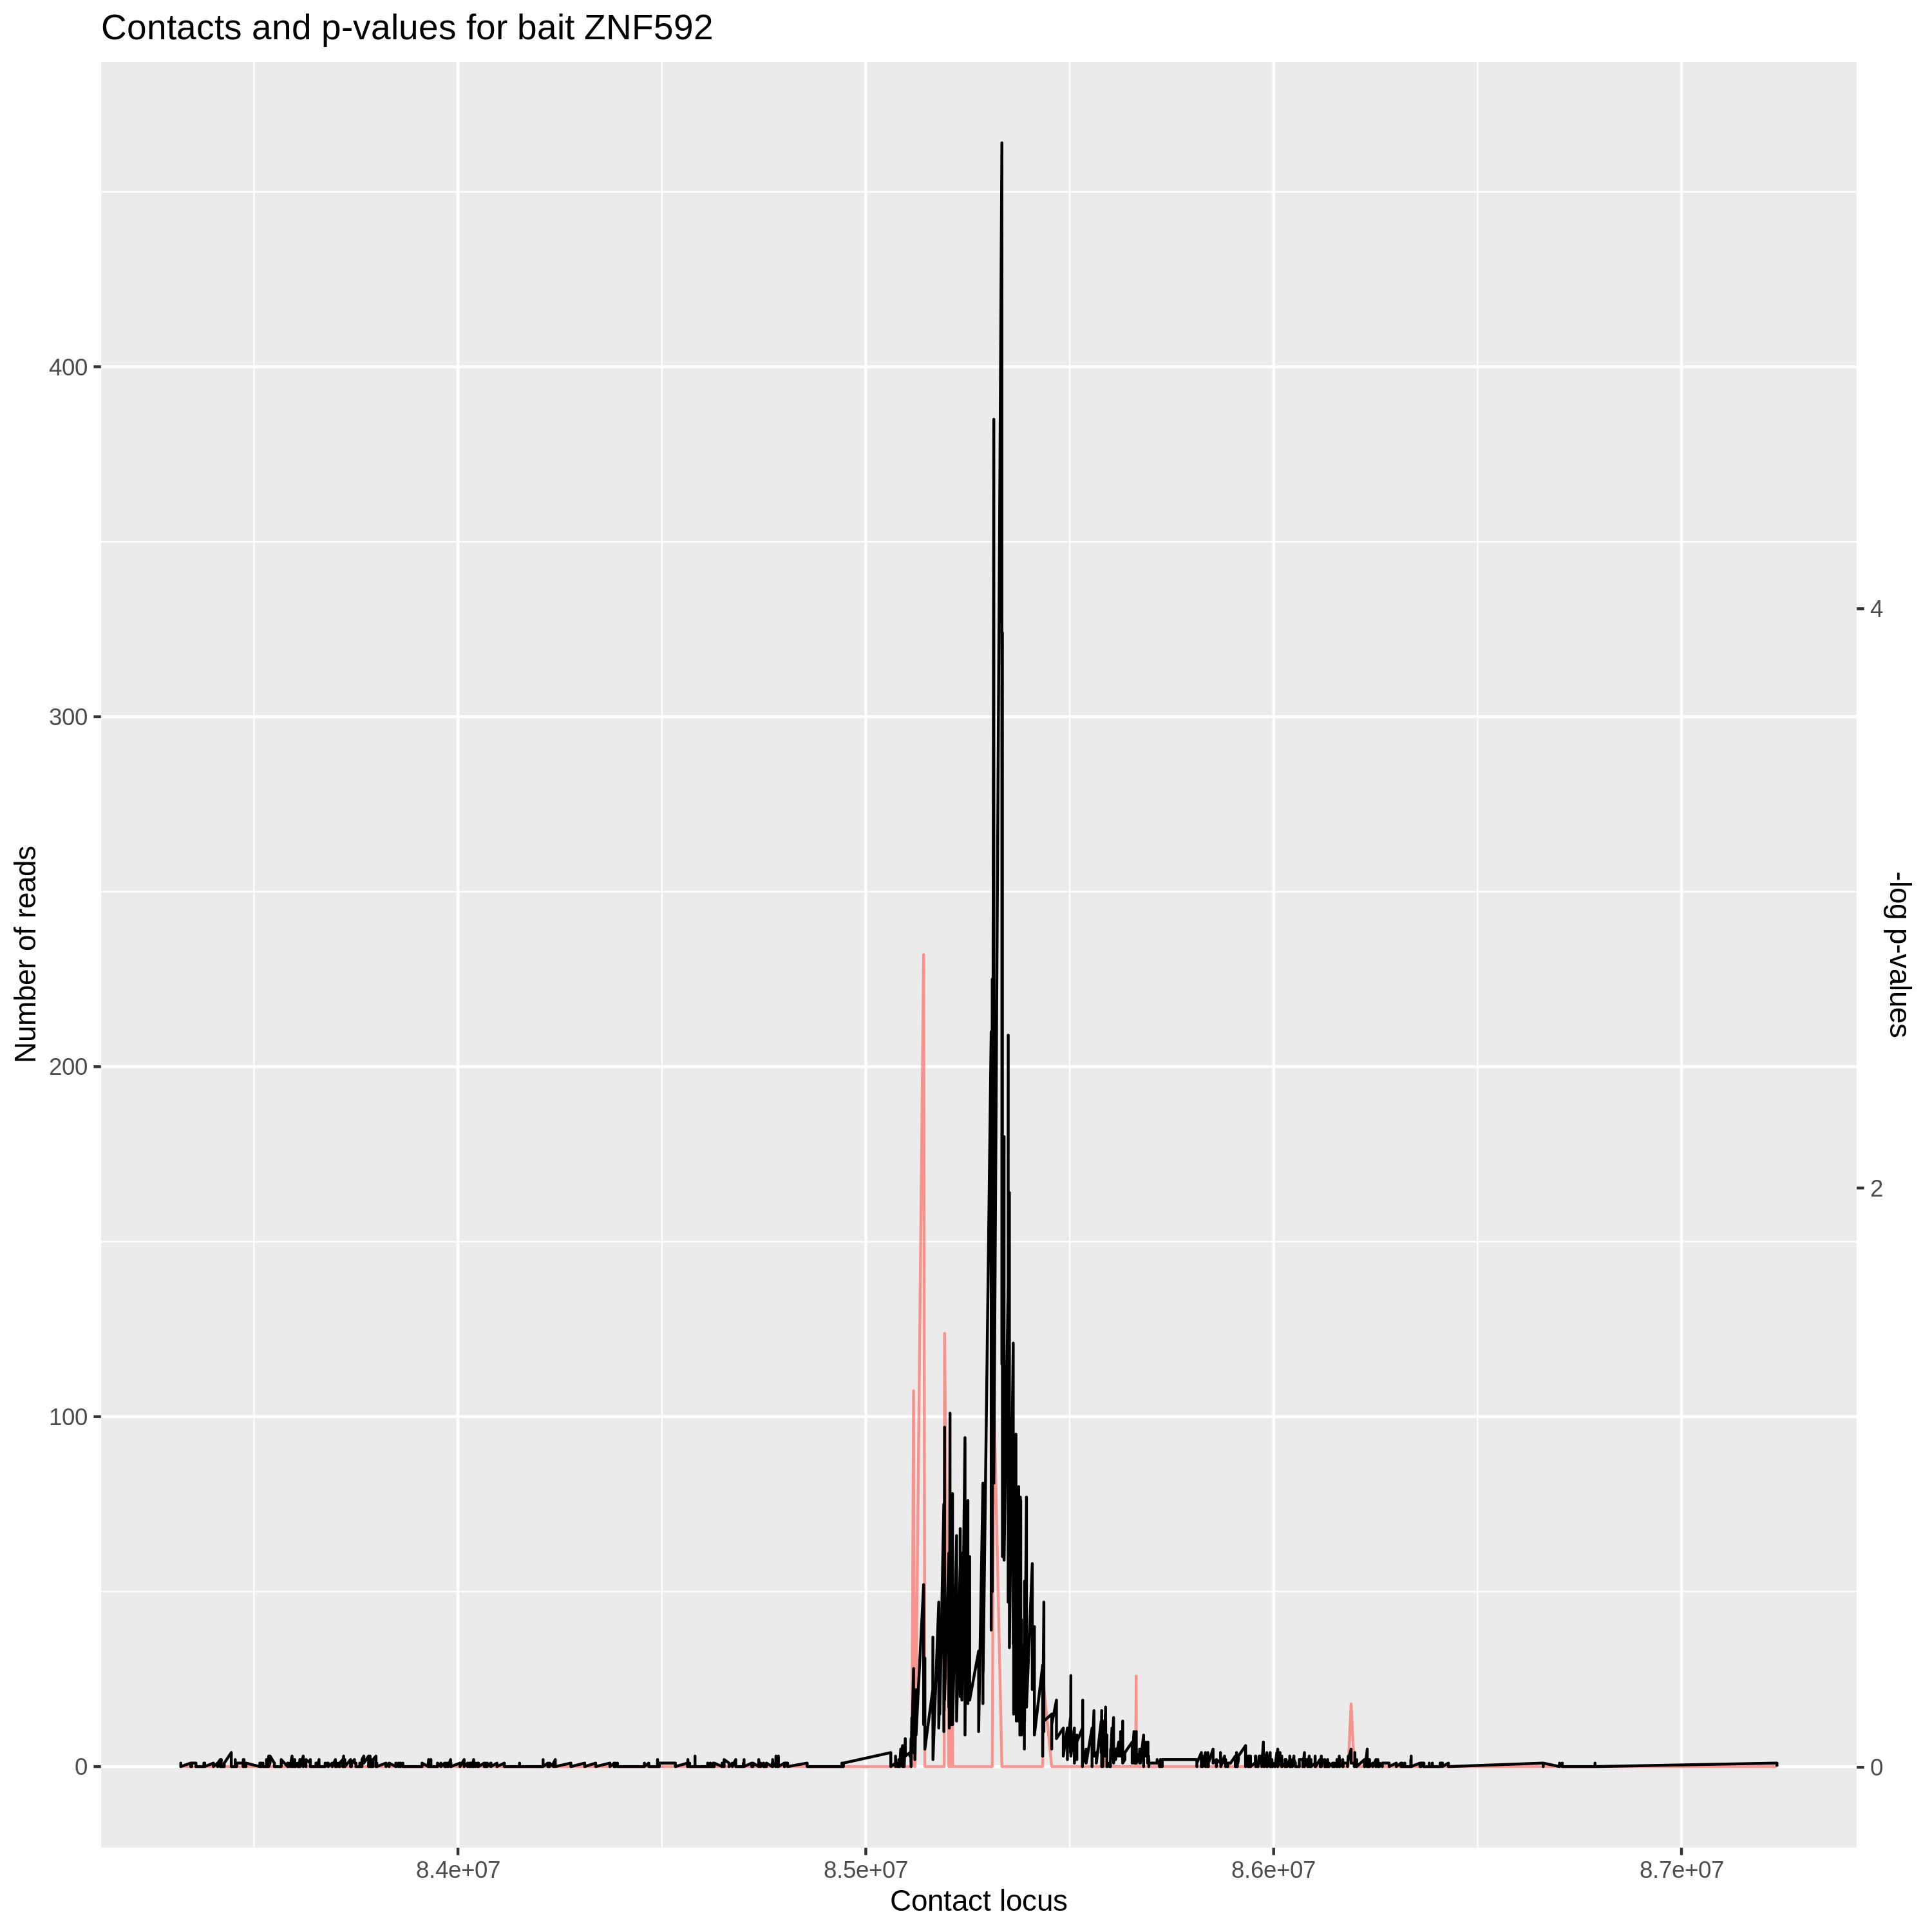 Contacts and p-values for bait ZNF592
Number of reads
400
300
200
100
0
4
2
0
-log p-values
8.4e+07
8.5e+07
8.6e+07
8.7e+07
Contact locus